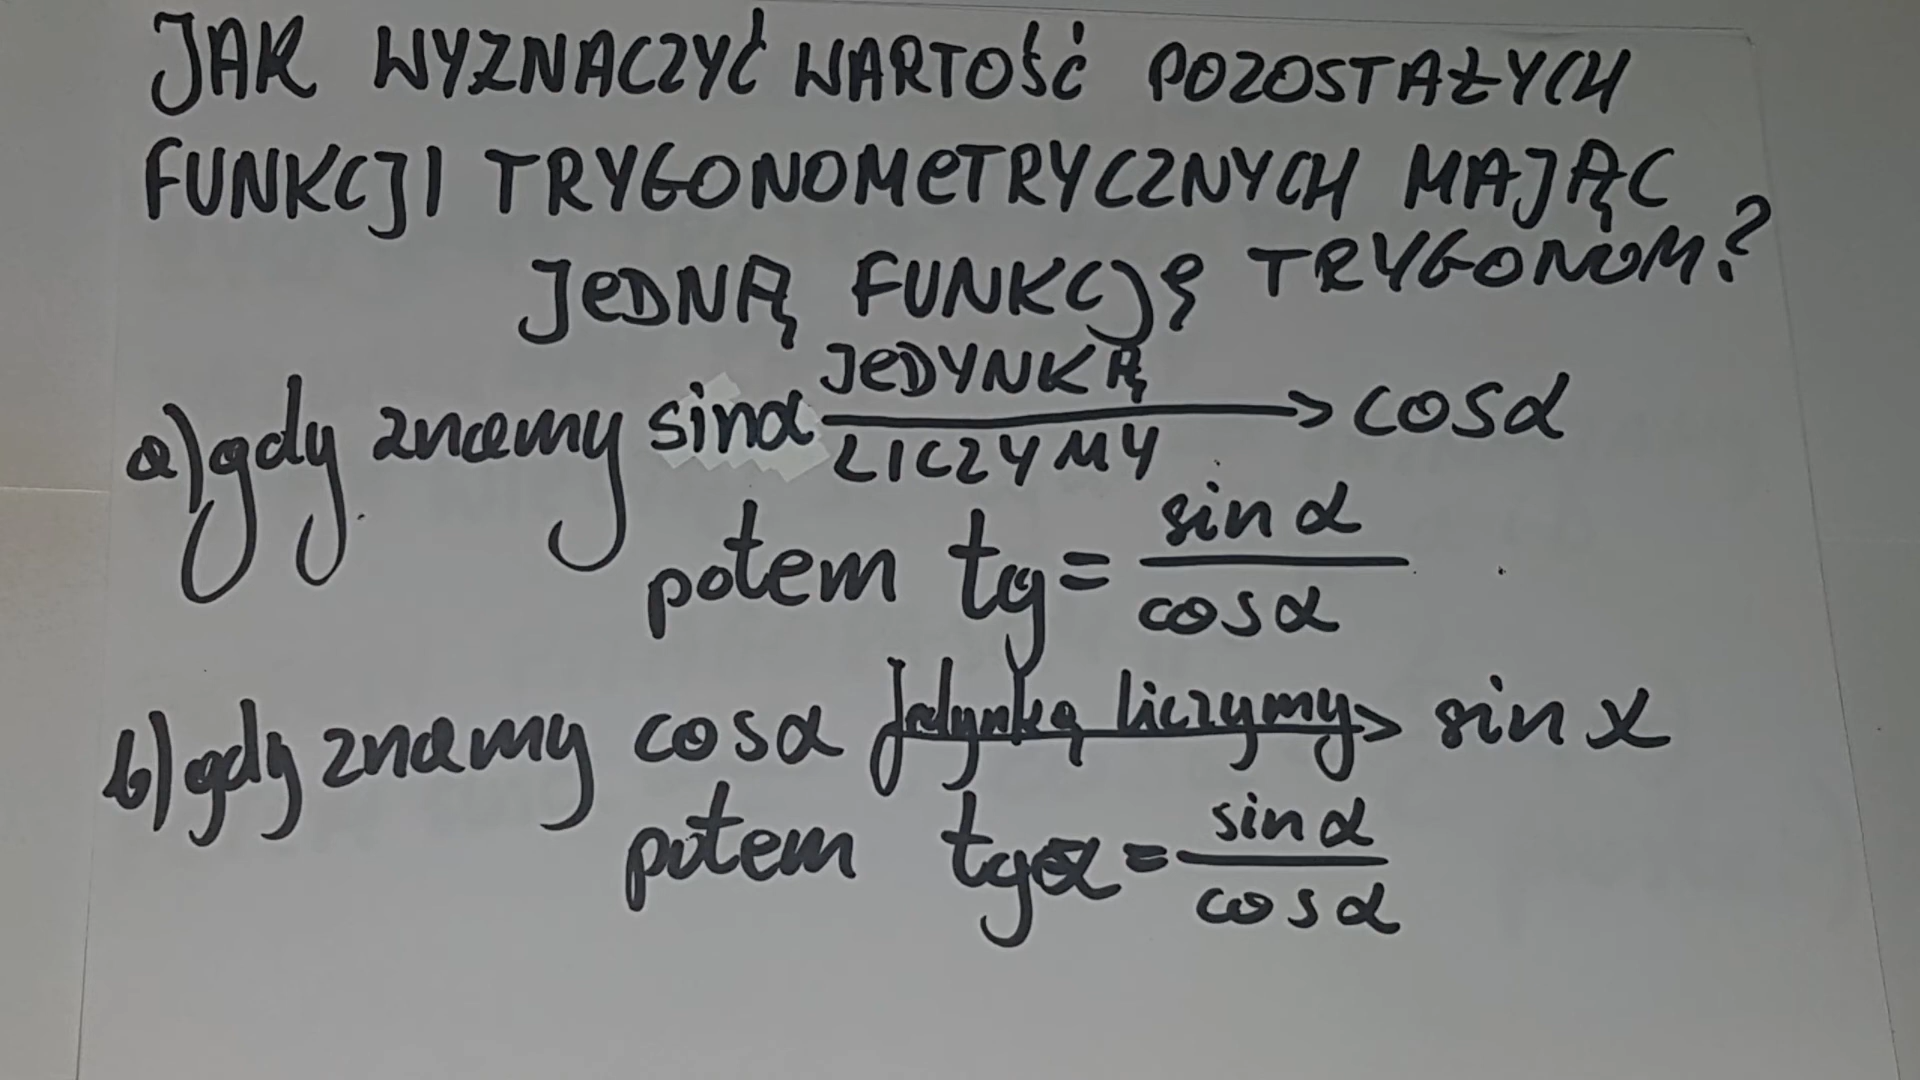 JAK WYZNACZYĆ WARTOŚĆ POZOSTAŁYCH
FUNKCJI TRYGONOMETRYCZNYCH MAJĄC
JEDNĄ FUNKCJĘ TRYGONOM?
a) gdy znamy sinα JEDYNKĄ LICZYMY → cosα
potem tg = sinα / cosα
b) gdy znamy cosα Jedynką liczymy → sin x
potem tgα = sinα / cosα